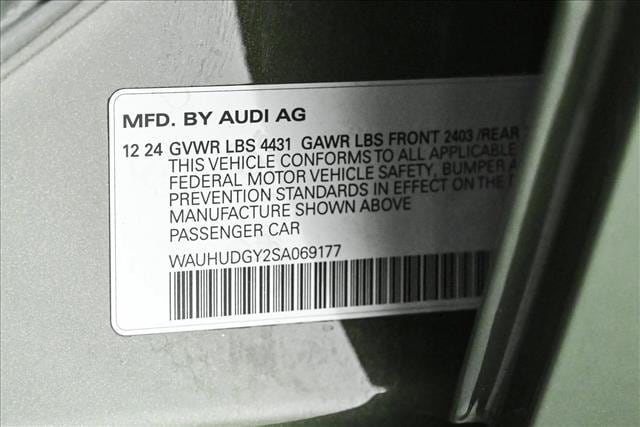 MFD. BY AUDI AG
12 24 GVWR LBS 4431 GAWR LBS FRONT 2403 /REAR
THIS VEHICLE CONFORMS TO ALL APPLICABLE
FEDERAL MOTOR VEHICLE SAFETY, BUMPER A
PREVENTION STANDARDS IN EFFECT ON THE
MANUFACTURE SHOWN ABOVE
PASSENGER CAR
WAUHUDGY2SA069177